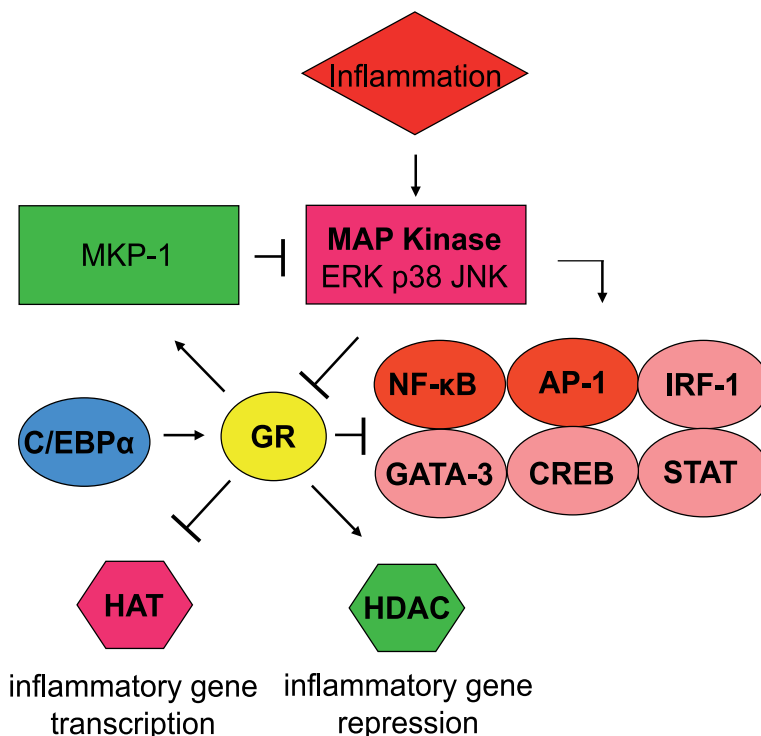 Inflammation
MKP-1
MAP Kinase
ERK p38 JNK
NF-κB
AP-1
IRF-1
C/EBPα
GR
GATA-3
CREB
STAT
HAT
HDAC
inflammatory gene
transcription
inflammatory gene
repression